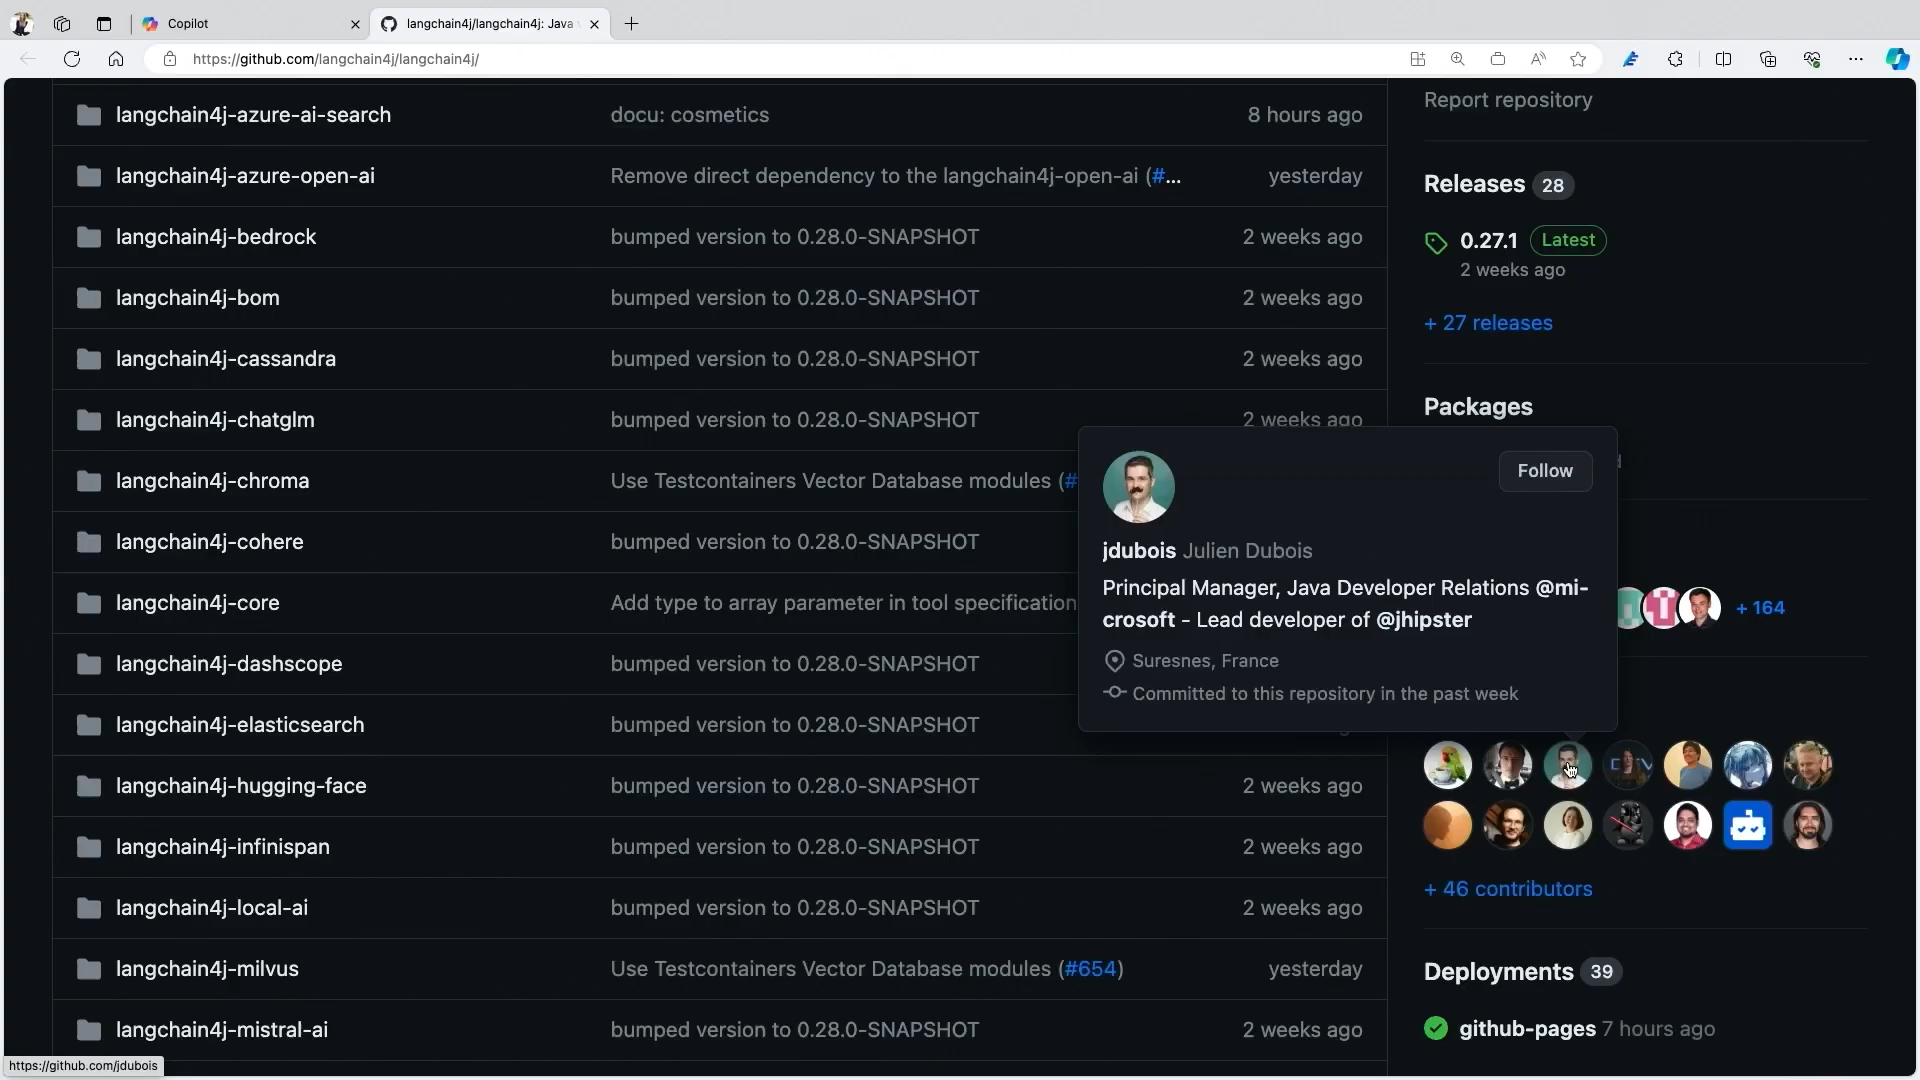 Copilot
langchain4j/langchain4j: Java
https://github.com/langchain4j/langchain4j/
langchain4j-azure-ai-search docu: cosmetics 8 hours ago
langchain4j-azure-open-ai Remove direct dependency to the langchain4j-open-ai (#... yesterday
langchain4j-bedrock bumped version to 0.28.0-SNAPSHOT 2 weeks ago
langchain4j-bom bumped version to 0.28.0-SNAPSHOT 2 weeks ago
langchain4j-cassandra bumped version to 0.28.0-SNAPSHOT 2 weeks ago
langchain4j-chatglm bumped version to 0.28.0-SNAPSHOT 2 weeks ago
langchain4j-chroma Use Testcontainers Vector Database modules (#
langchain4j-cohere bumped version to 0.28.0-SNAPSHOT
langchain4j-core Add type to array parameter in tool specification
langchain4j-dashscope bumped version to 0.28.0-SNAPSHOT
langchain4j-elasticsearch bumped version to 0.28.0-SNAPSHOT
langchain4j-hugging-face bumped version to 0.28.0-SNAPSHOT 2 weeks ago
langchain4j-infinispan bumped version to 0.28.0-SNAPSHOT 2 weeks ago
langchain4j-local-ai bumped version to 0.28.0-SNAPSHOT 2 weeks ago
langchain4j-milvus Use Testcontainers Vector Database modules (#654) yesterday
langchain4j-mistral-ai bumped version to 0.28.0-SNAPSHOT 2 weeks ago
Report repository
Releases 28
0.27.1 Latest
2 weeks ago
+ 27 releases
Packages
Follow
jdubois Julien Dubois
Principal Manager, Java Developer Relations @mi-
crosoft - Lead developer of @jhipster
Suresnes, France
Committed to this repository in the past week
+ 164
+ 46 contributors
Deployments 39
github-pages 7 hours ago
https://github.com/jdubois